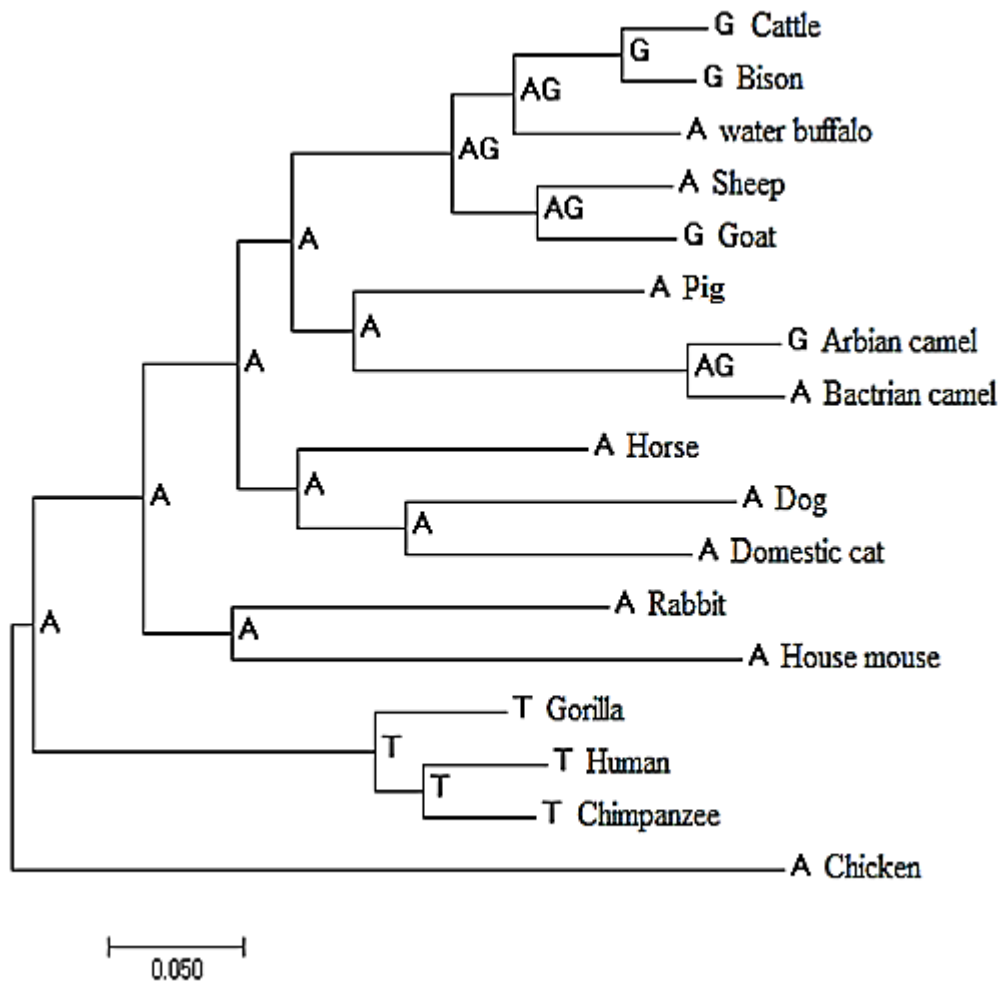 G Cattle
G
G Bison
AG
A water buffalo
AG
A Sheep
AG
G Goat
A
A Pig
A
G Arbian camel
AG
A Bactrian camel
A
A Horse
A
A Dog
A
A Domestic cat
A
A Rabbit
A
A House mouse
A
T Gorilla
T
T Human
T
T Chimpanzee
A Chicken
0.050